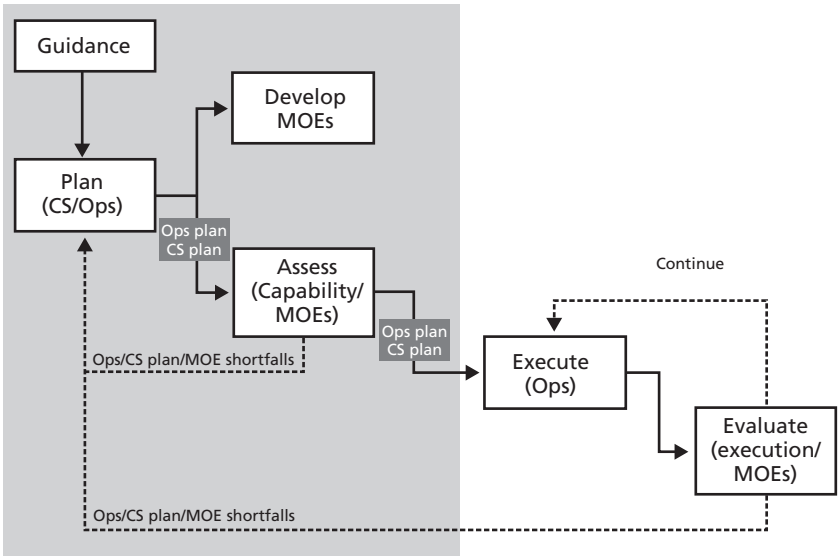 Guidance
Develop
MOEs
Plan
(CS/Ops)
Ops plan
CS plan
Assess
(Capability/
MOEs)
Continue
Ops plan
CS plan
Ops/CS plan/MOE shortfalls
Execute
(Ops)
Evaluate
(execution/
MOEs)
Ops/CS plan/MOE shortfalls